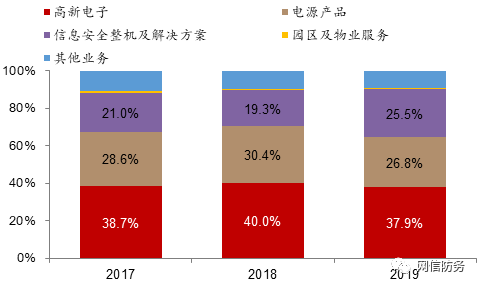 高新电子 电源产品
信息安全整机及解决方案 园区及物业服务
其他业务
100%
80%
60%
40%
20%
0%
21.0% 19.3% 25.5%
28.6% 30.4% 26.8%
38.7% 40.0% 37.9%
2017 2018 2019
网信防务